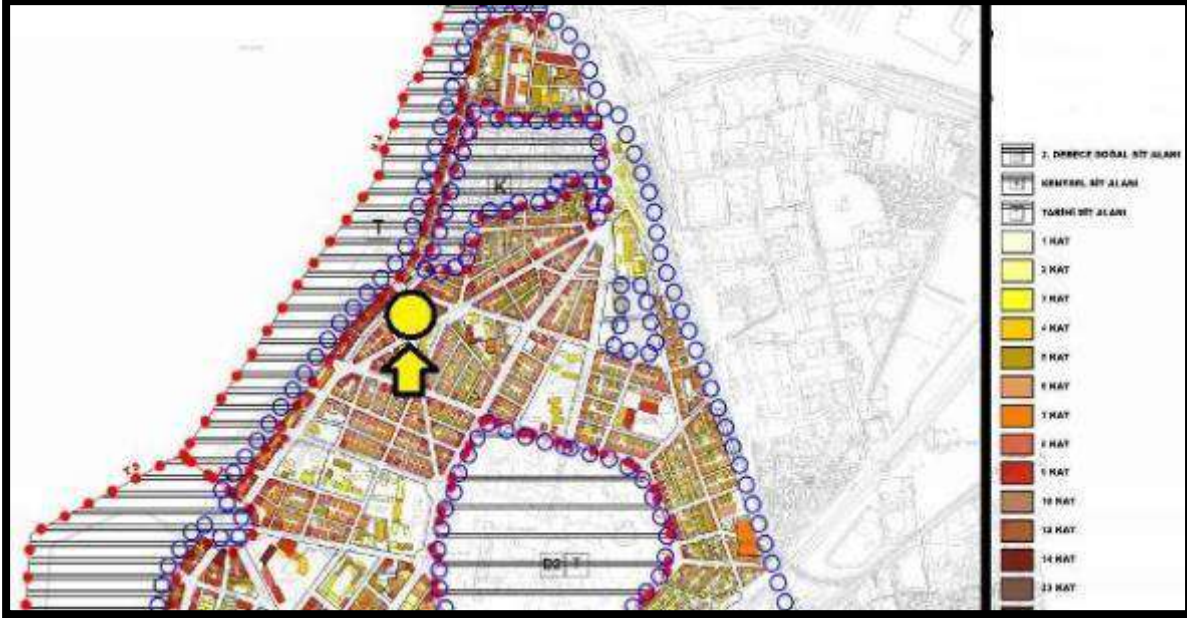 K
T
D2 T
2. DERECE DOĞAL SİT ALANI
KENTSEL SİT ALANI
TARİHİ SİT ALANI
1 KAT
2 KAT
3 KAT
4 KAT
5 KAT
6 KAT
7 KAT
8 KAT
9 KAT
10 KAT
12 KAT
14 KAT
23 KAT